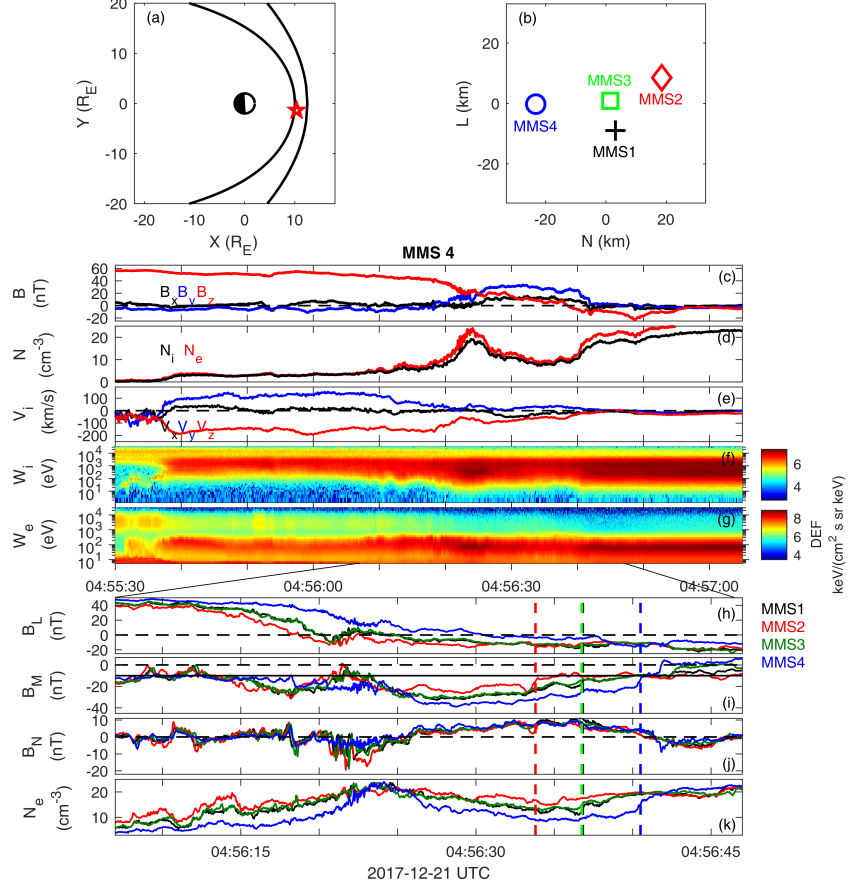 (a)
20
10
0
-10
-20
Y (R_E)
-20 -10 0 10
X (R_E)
(b)
20
0
-20
L (km)
MMS3
MMS2
MMS4
MMS1
-20 0 20
N (km)
MMS 4
B (nT)
60
40
20
0
-20
B_x B_y B_z
(c)
N (cm^-3)
20
10
0
N_i N_e
(d)
V_i (km/s)
100
0
-100
-200
V_x V_y V_z
(e)
W_i (eV)
10^4
10^3
10^2
10^1
(f)
6
4
W_e (eV)
10^4
10^3
10^2
10^1
(g)
8
6
4
DEF
keV/(cm^2 s sr keV)
04:55:30 04:56:00 04:56:30 04:57:00
B_L (nT)
40
20
0
-20
(h)
MMS1
MMS2
MMS3
MMS4
B_M (nT)
0
-20
-40
(i)
B_N (nT)
10
0
-10
-20
(j)
N_e (cm^-3)
20
10
(k)
04:56:15 04:56:30 04:56:45
2017-12-21 UTC